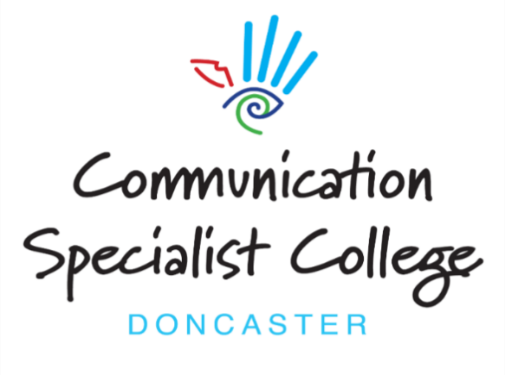 Communication
Specialist College
DONCASTER